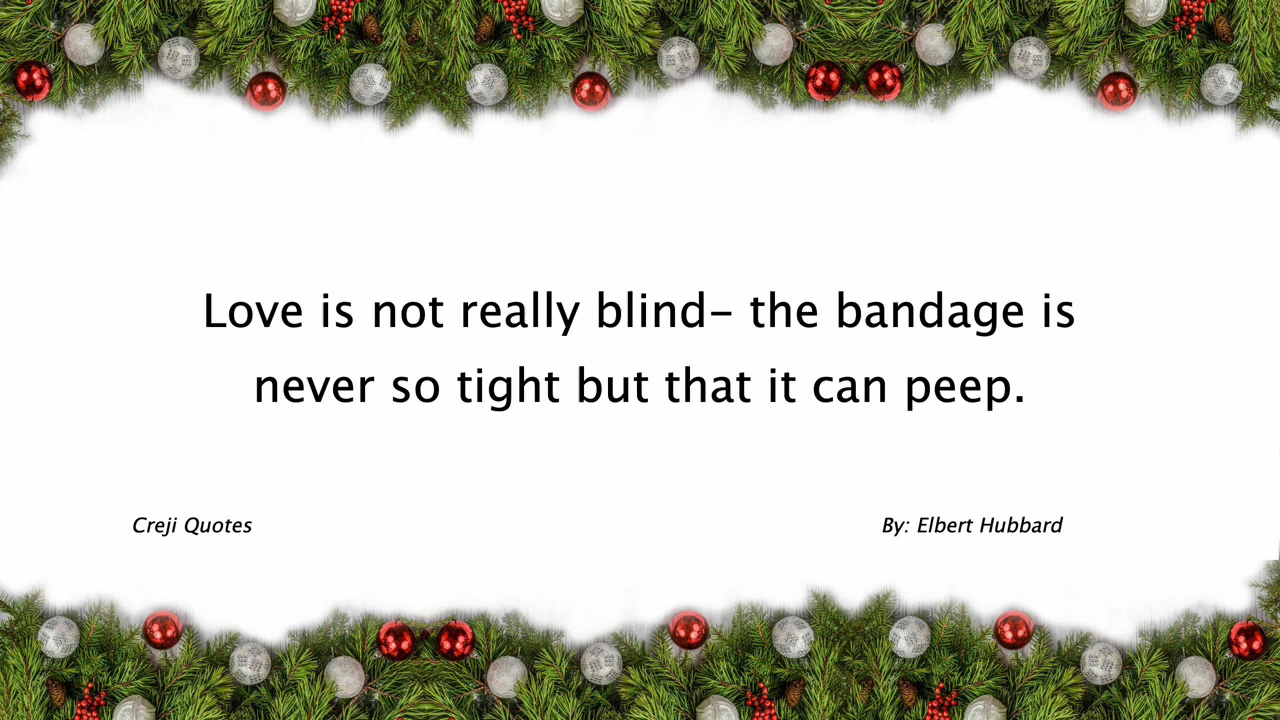 Love is not really blind– the bandage is
never so tight but that it can peep.
Creji Quotes
By: Elbert Hubbard